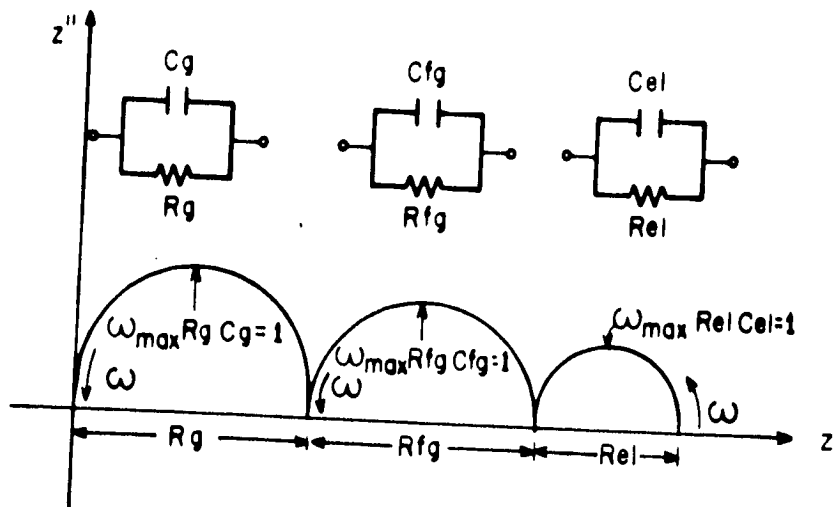 z''
Cg
Cfg
Cel
Rg
Rfg
Rel
ωmax Rg Cg = 1
ωmax Rfg Cfg = 1
ωmax Rel Cel = 1
ω
ω
ω
Rg
Rfg
Rel
z